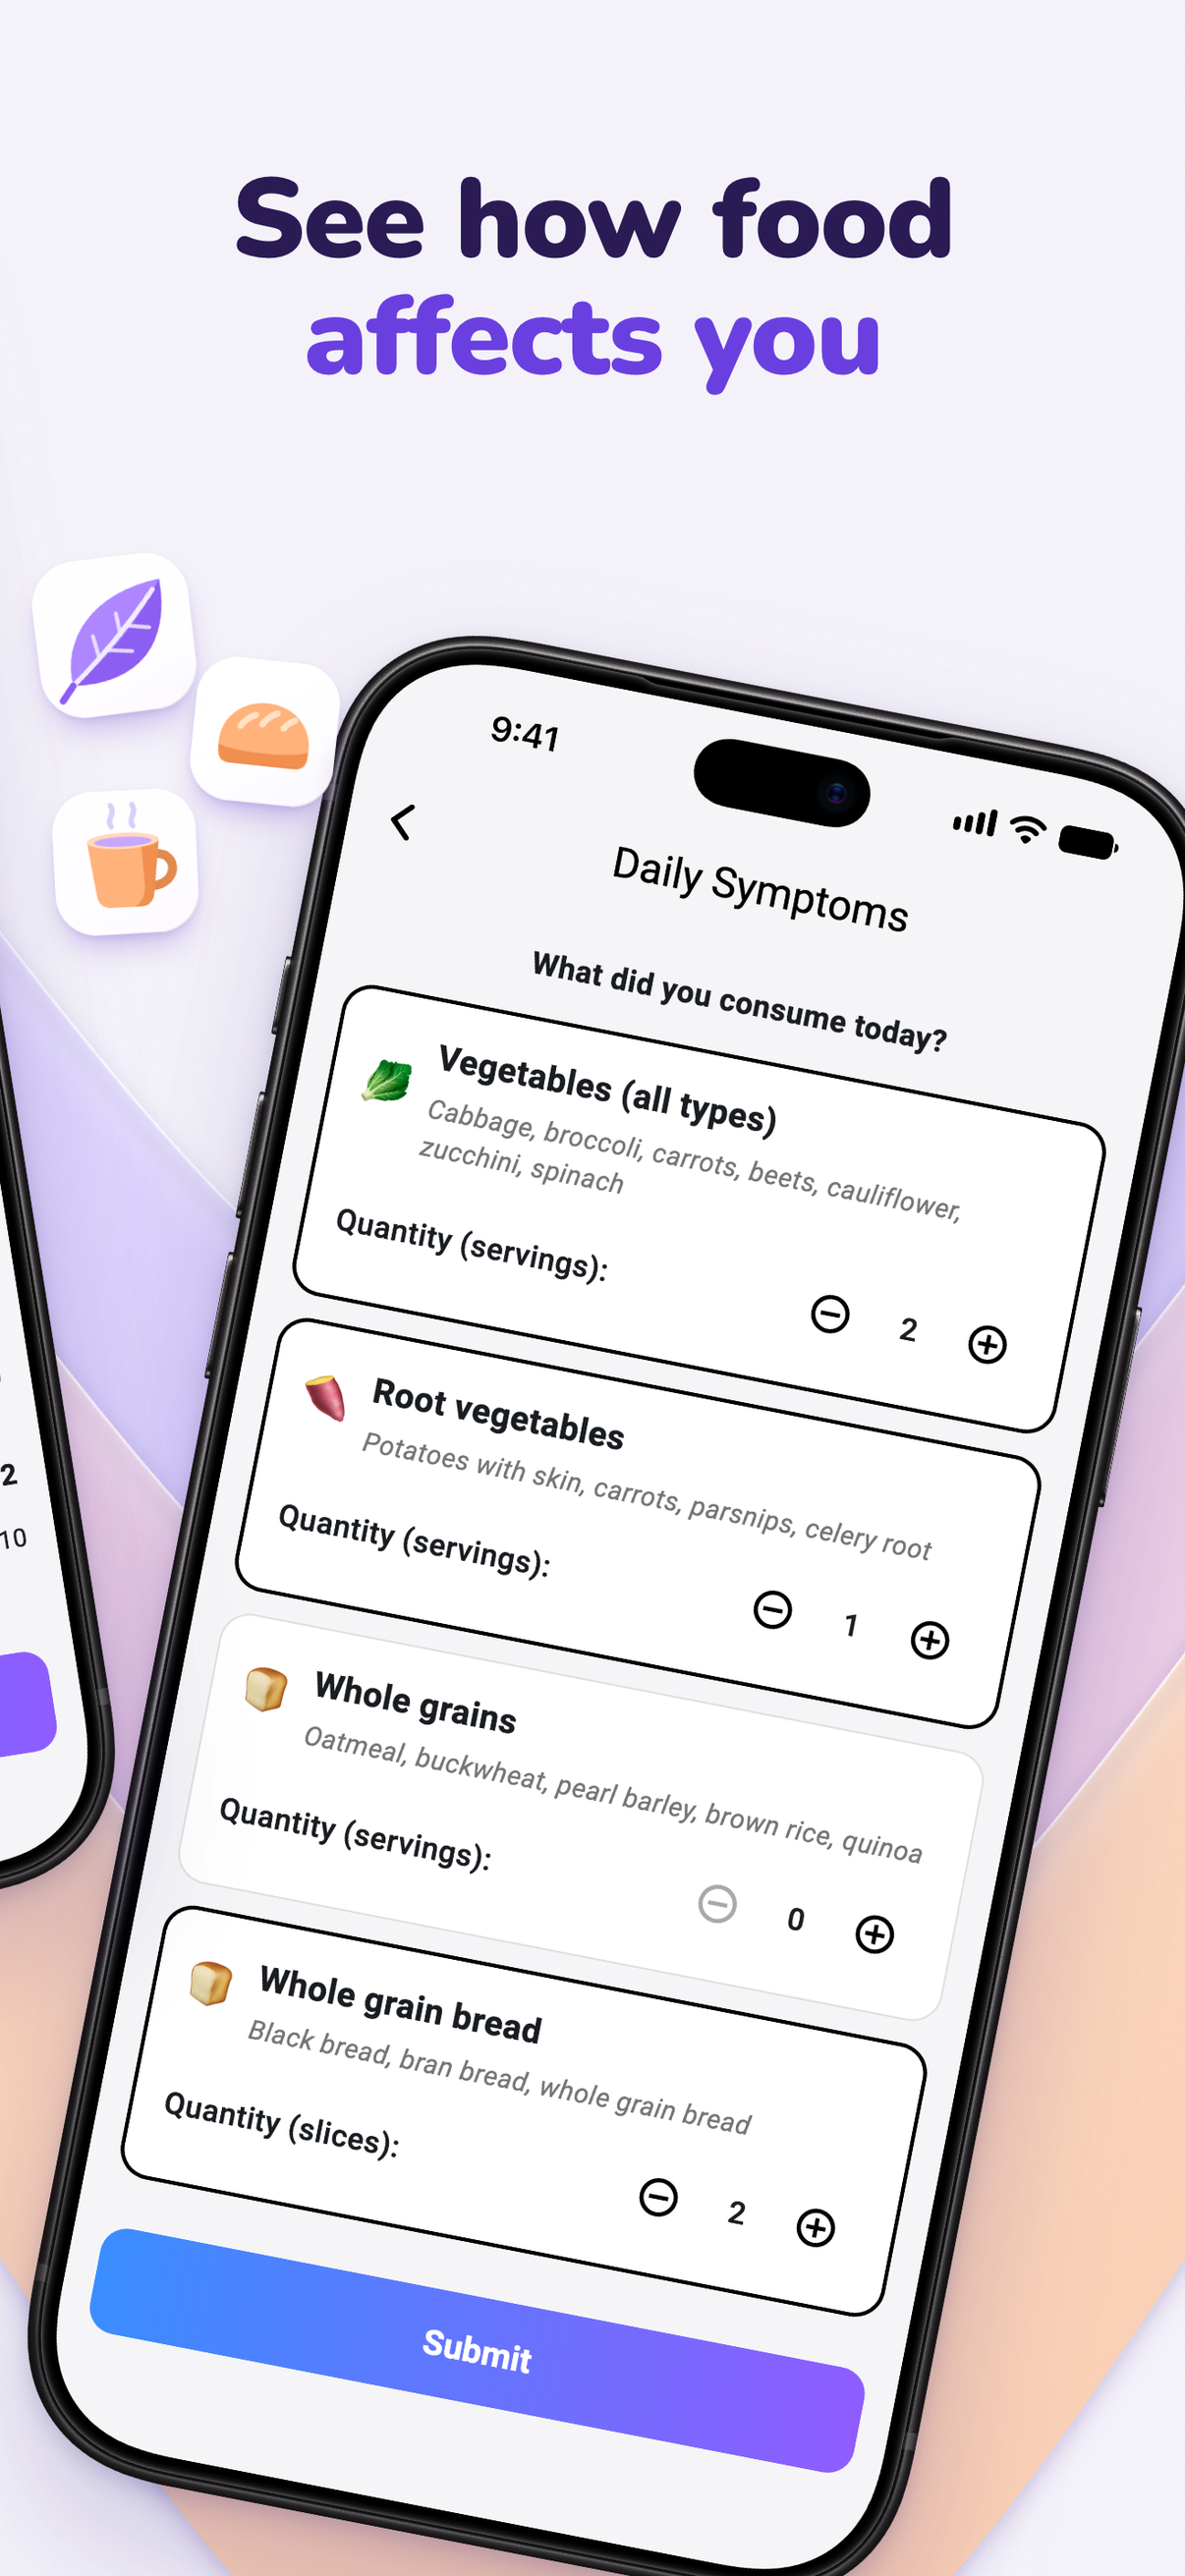 See how food
affects you
9:41
Daily Symptoms
What did you consume today?
Vegetables (all types)
Cabbage, broccoli, carrots, beets, cauliflower,
zucchini, spinach
Quantity (servings):
2
Root vegetables
Potatoes with skin, carrots, parsnips, celery root
Quantity (servings):
1
Whole grains
Oatmeal, buckwheat, pearl barley, brown rice, quinoa
Quantity (servings):
0
Whole grain bread
Black bread, bran bread, whole grain bread
Quantity (slices):
2
Submit
2
10